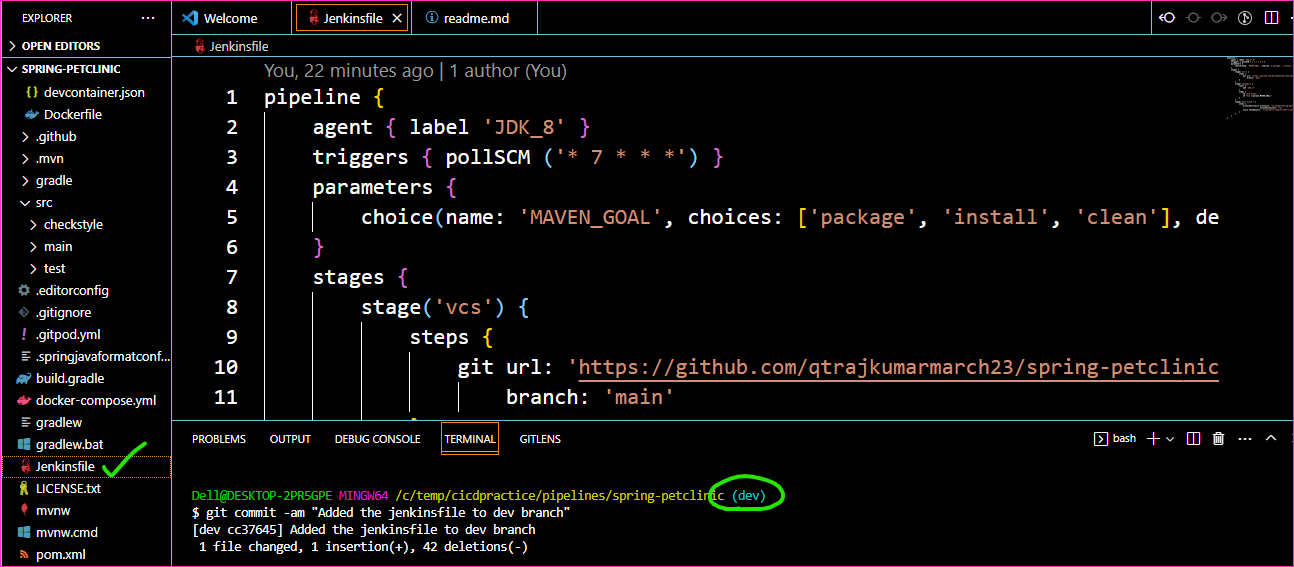 EXPLORER ...
Welcome Jenkinsfile readme.md
OPEN EDITORS
Jenkinsfile
SPRING-PETCLINIC
devcontainer.json
Dockerfile
.github
.mvn
gradle
src
checkstyle
main
test
.editorconfig
.gitignore
.gitpod.yml
.springjavaformatconf...
build.gradle
docker-compose.yml
gradlew
gradlew.bat
Jenkinsfile
LICENSE.txt
mvnw
mvnw.cmd
pom.xml
You, 22 minutes ago | 1 author (You)
1 pipeline {
2 agent { label 'JDK_8' }
3 triggers { pollSCM ('* 7 * * *') }
4 parameters {
5 choice(name: 'MAVEN_GOAL', choices: ['package', 'install', 'clean'], de
6 }
7 stages {
8 stage('vcs') {
9 steps {
10 git url: 'https://github.com/qtrajkumarmarch23/spring-petclinic
11 branch: 'main'
PROBLEMS OUTPUT DEBUG CONSOLE TERMINAL GITLENS bash
Dell@DESKTOP-2PR5GPE MINGW64 /c/temp/cicdpractice/pipelines/spring-petclinic (dev)
$ git commit -am "Added the jenkinsfile to dev branch"
[dev cc37645] Added the jenkinsfile to dev branch
1 file changed, 1 insertion(+), 42 deletions(-)